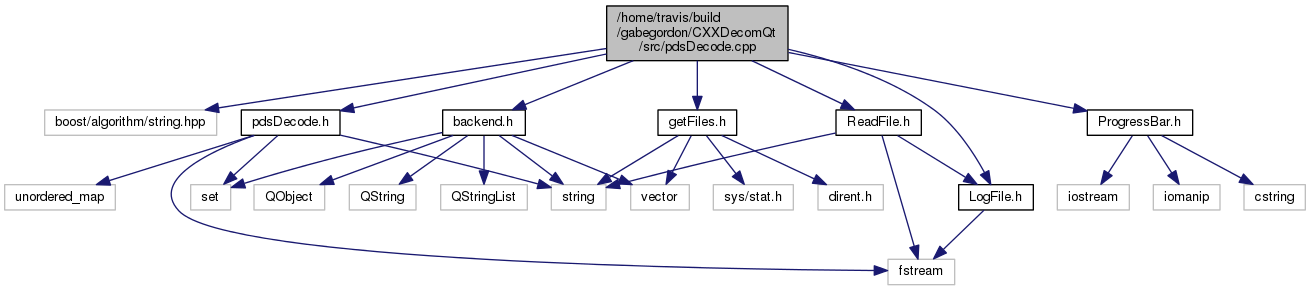 /home/travis/build
/gabegordon/CXXDecomQt
/src/pdsDecode.cpp
boost/algorithm/string.hpp
pdsDecode.h
backend.h
getFiles.h
ReadFile.h
ProgressBar.h
unordered_map
set
QObject
QString
QStringList
string
vector
sys/stat.h
dirent.h
LogFile.h
iostream
iomanip
cstring
fstream